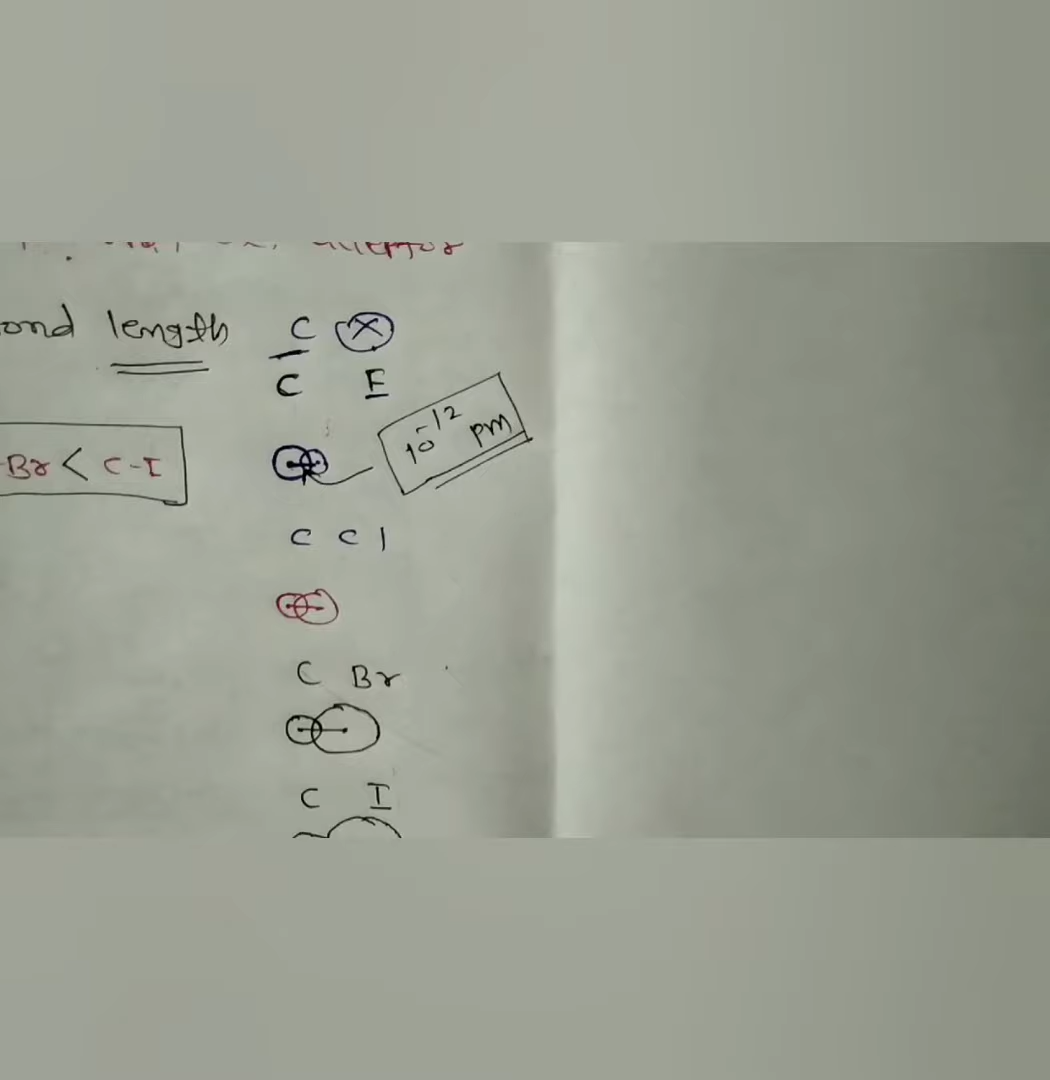 ond length C X
C F
10^-12 pm
Br < C-I
C Cl
C Br
C I